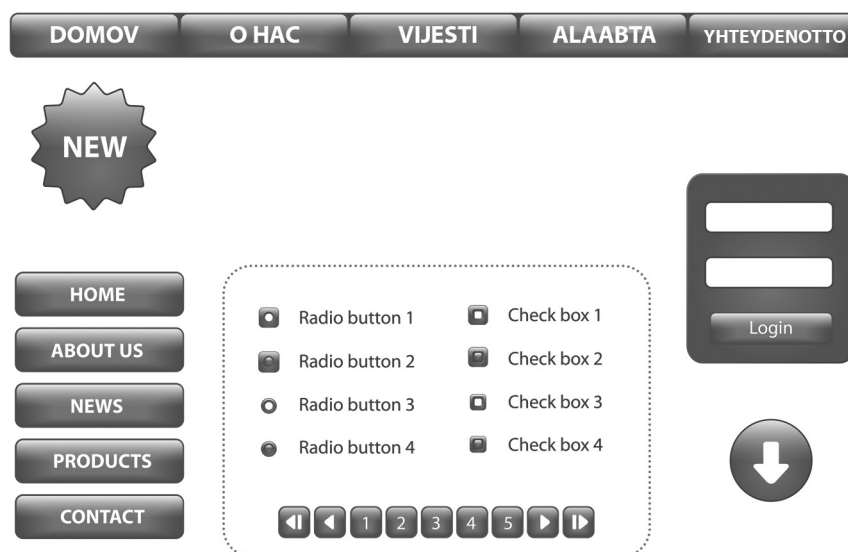 DOMOV O HAC VIJESTI ALAABTA YHTEYDENOTTO
NEW
HOME
ABOUT US
NEWS
PRODUCTS
CONTACT
Radio button 1 Check box 1
Radio button 2 Check box 2
Radio button 3 Check box 3
Radio button 4 Check box 4
1 2 3 4 5
Login